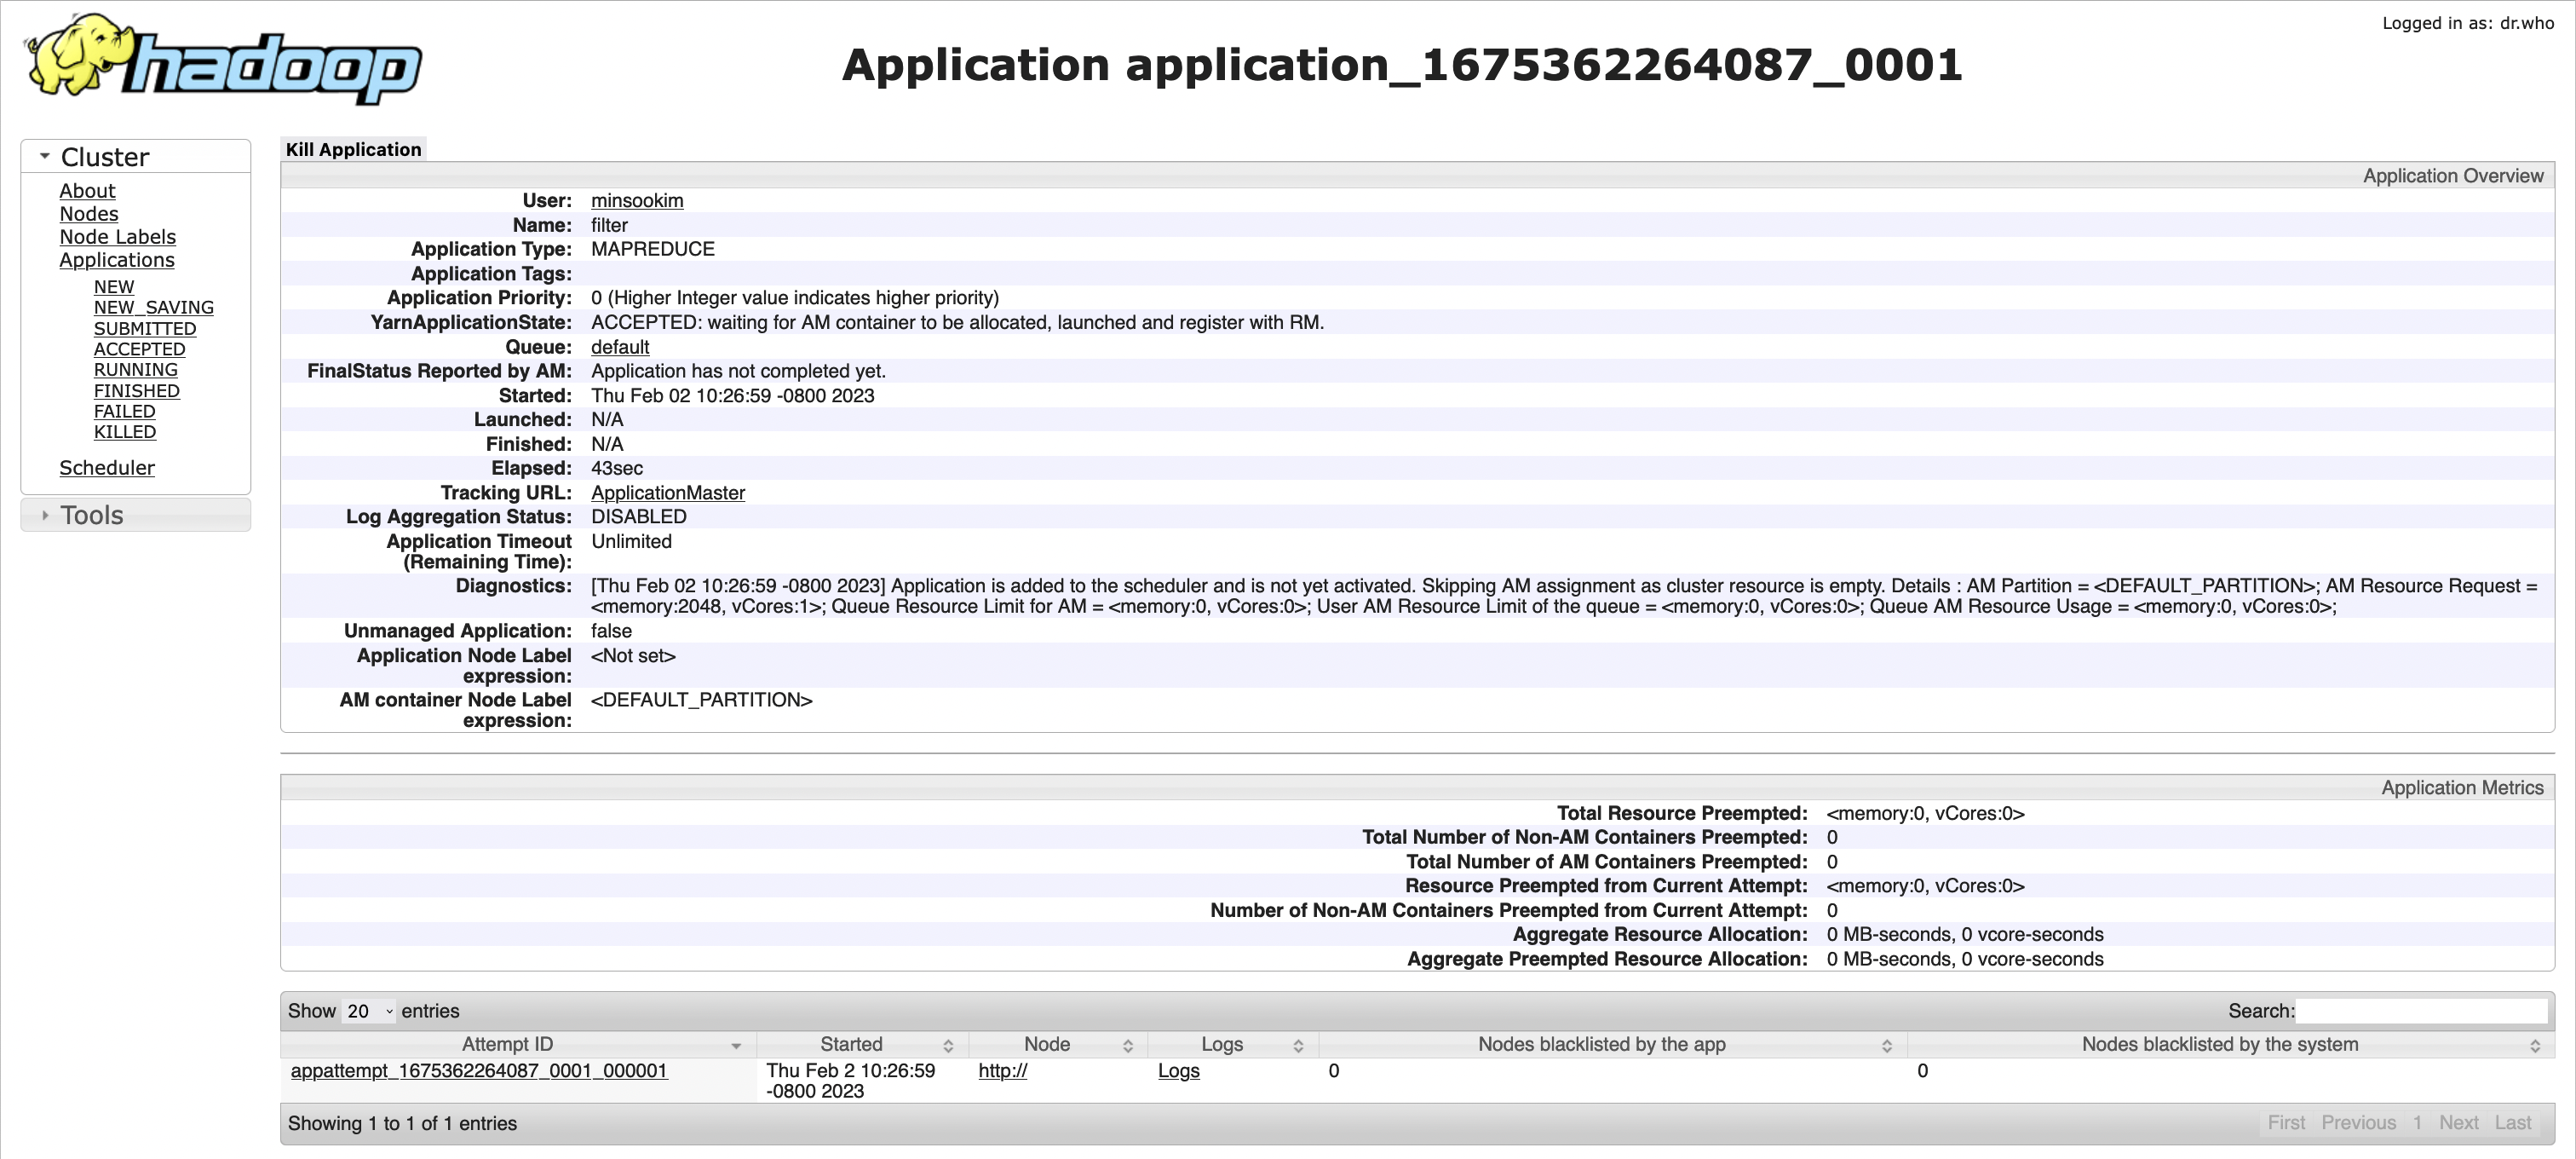 hadoop
Logged in as: dr.who
Application application_1675362264087_0001
Cluster
About
Nodes
Node Labels
Applications
NEW
NEW_SAVING
SUBMITTED
ACCEPTED
RUNNING
FINISHED
FAILED
KILLED
Scheduler
Tools
Kill Application
Application Overview
User: minsookim
Name: filter
Application Type: MAPREDUCE
Application Tags:
Application Priority: 0 (Higher Integer value indicates higher priority)
YarnApplicationState: ACCEPTED: waiting for AM container to be allocated, launched and register with RM.
Queue: default
FinalStatus Reported by AM: Application has not completed yet.
Started: Thu Feb 02 10:26:59 -0800 2023
Launched: N/A
Finished: N/A
Elapsed: 43sec
Tracking URL: ApplicationMaster
Log Aggregation Status: DISABLED
Application Timeout Unlimited
(Remaining Time):
Diagnostics: [Thu Feb 02 10:26:59 -0800 2023] Application is added to the scheduler and is not yet activated. Skipping AM assignment as cluster resource is empty. Details : AM Partition = <DEFAULT_PARTITION>; AM Resource Request =
<memory:2048, vCores:1>; Queue Resource Limit for AM = <memory:0, vCores:0>; User AM Resource Limit of the queue = <memory:0, vCores:0>; Queue AM Resource Usage = <memory:0, vCores:0>;
Unmanaged Application: false
Application Node Label <Not set>
expression:
AM container Node Label <DEFAULT_PARTITION>
expression:
Application Metrics
Total Resource Preempted: <memory:0, vCores:0>
Total Number of Non-AM Containers Preempted: 0
Total Number of AM Containers Preempted: 0
Resource Preempted from Current Attempt: <memory:0, vCores:0>
Number of Non-AM Containers Preempted from Current Attempt: 0
Aggregate Resource Allocation: 0 MB-seconds, 0 vcore-seconds
Aggregate Preempted Resource Allocation: 0 MB-seconds, 0 vcore-seconds
Show 20 entries Search:
Attempt ID Started Node Logs Nodes blacklisted by the app Nodes blacklisted by the system
appattempt_1675362264087_0001_000001 Thu Feb 2 10:26:59 http:// Logs 0 0
-0800 2023
Showing 1 to 1 of 1 entries First Previous 1 Next Last